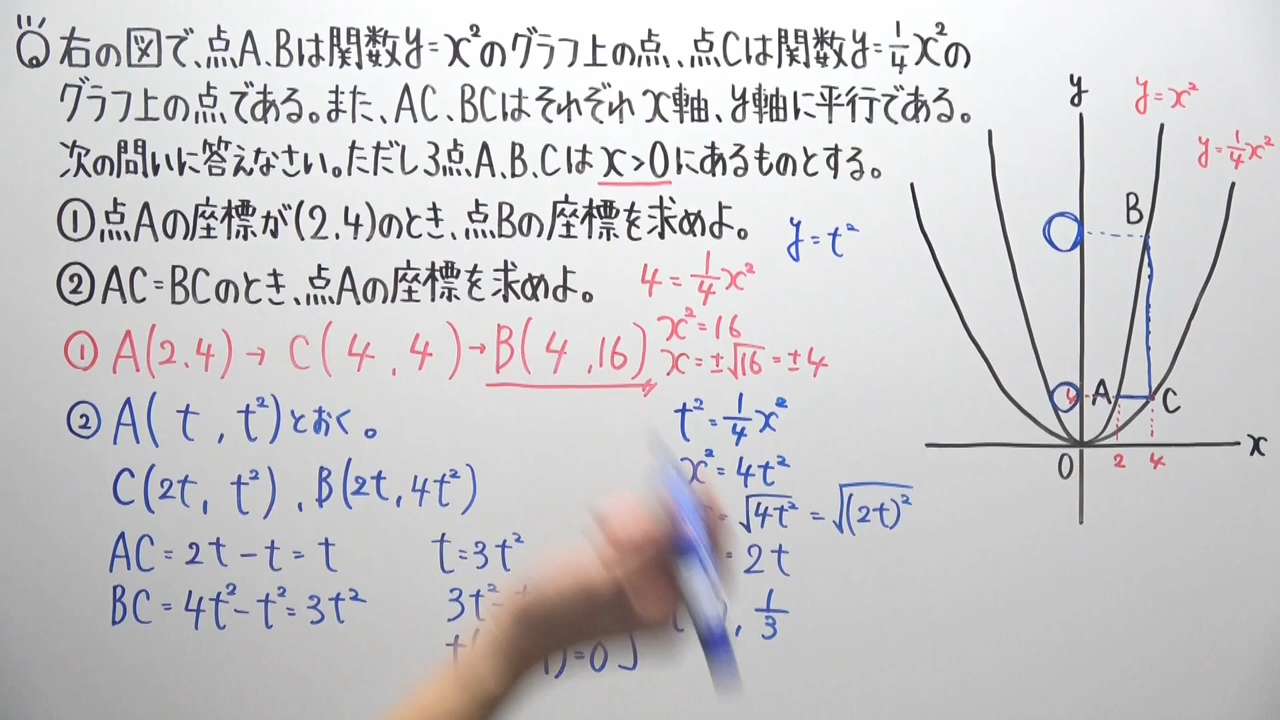 Q 右の図で、点A、Bは関数y=x²のグラフ上の点、点Cは関数y=1/4x²の
グラフ上の点である。また、AC、BCはそれぞれx軸、y軸に平行である。
次の問いに答えなさい。ただし3点A.B.Cはx>0にあるものとする。
①点Aの座標が(2.4)のとき、点Bの座標を求めよ。
y=t²
②AC=BCのとき、点Aの座標を求めよ。
4=1/4x²
x²=16
x=±√16=±4
①A(2.4)→C(4,4)→B(4,16)
②A(t,t²)とおく。
C(2t,t²),B(2t,4t²)
AC=2t-t=t
BC=4t²-t²=3t²
t=3t²
3t²-
)=0
t²=1/4x²
x²=4t²
=√4t²=√(2t)²
=2t
,1/3
y
y=x²
y=1/4x²
B
4
A
C
O
2
4
x